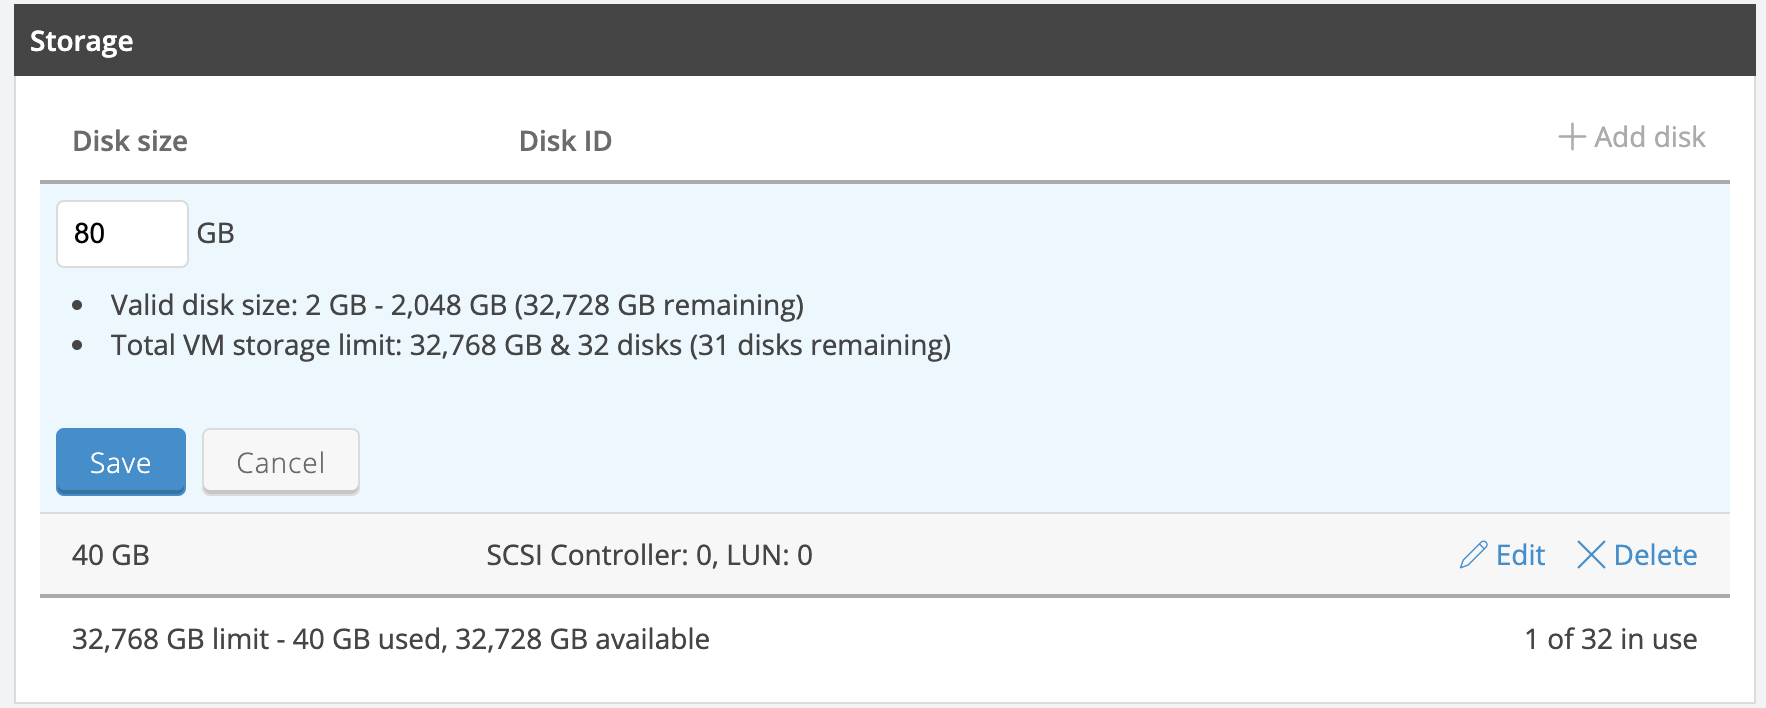 Storage
Disk size Disk ID Add disk
80 GB
• Valid disk size: 2 GB - 2,048 GB (32,728 GB remaining)
• Total VM storage limit: 32,768 GB & 32 disks (31 disks remaining)
Save Cancel
40 GB SCSI Controller: 0, LUN: 0 Edit Delete
32,768 GB limit - 40 GB used, 32,728 GB available 1 of 32 in use